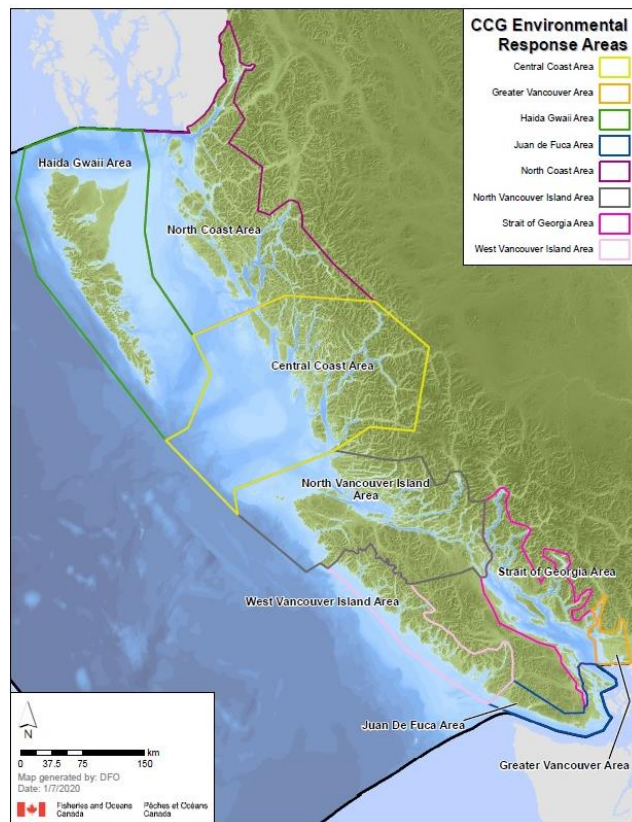 CCG Environmental
Response Areas
Central Coast Area
Greater Vancouver Area
Haida Gwaii Area
Juan de Fuca Area
North Coast Area
North Vancouver Island Area
Strait of Georgia Area
West Vancouver Island Area
Haida Gwaii Area
North Coast Area
Central Coast Area
North Vancouver Island
Area
Strait of Georgia Area
West Vancouver Island Area
Juan De Fuca Area
Greater Vancouver Area
N
km
0 37.5 75 150
Map generated by: DFO
Date: 1/7/2020
Fisheries and Oceans Pêches et Océans
Canada Canada